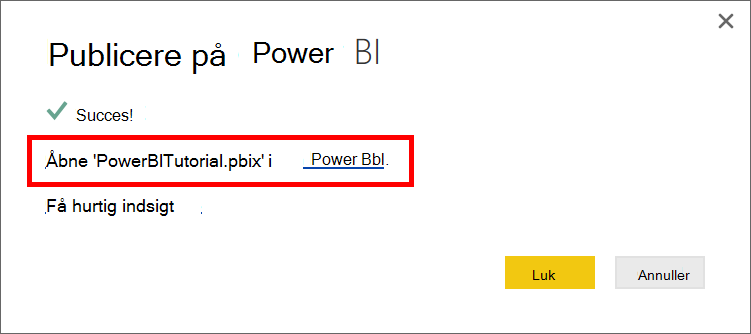 Publicere på Power BI
Succes!
Åbne 'PowerBITutorial.pbix' i Power Bbl.
Få hurtig indsigt
Luk Annuller